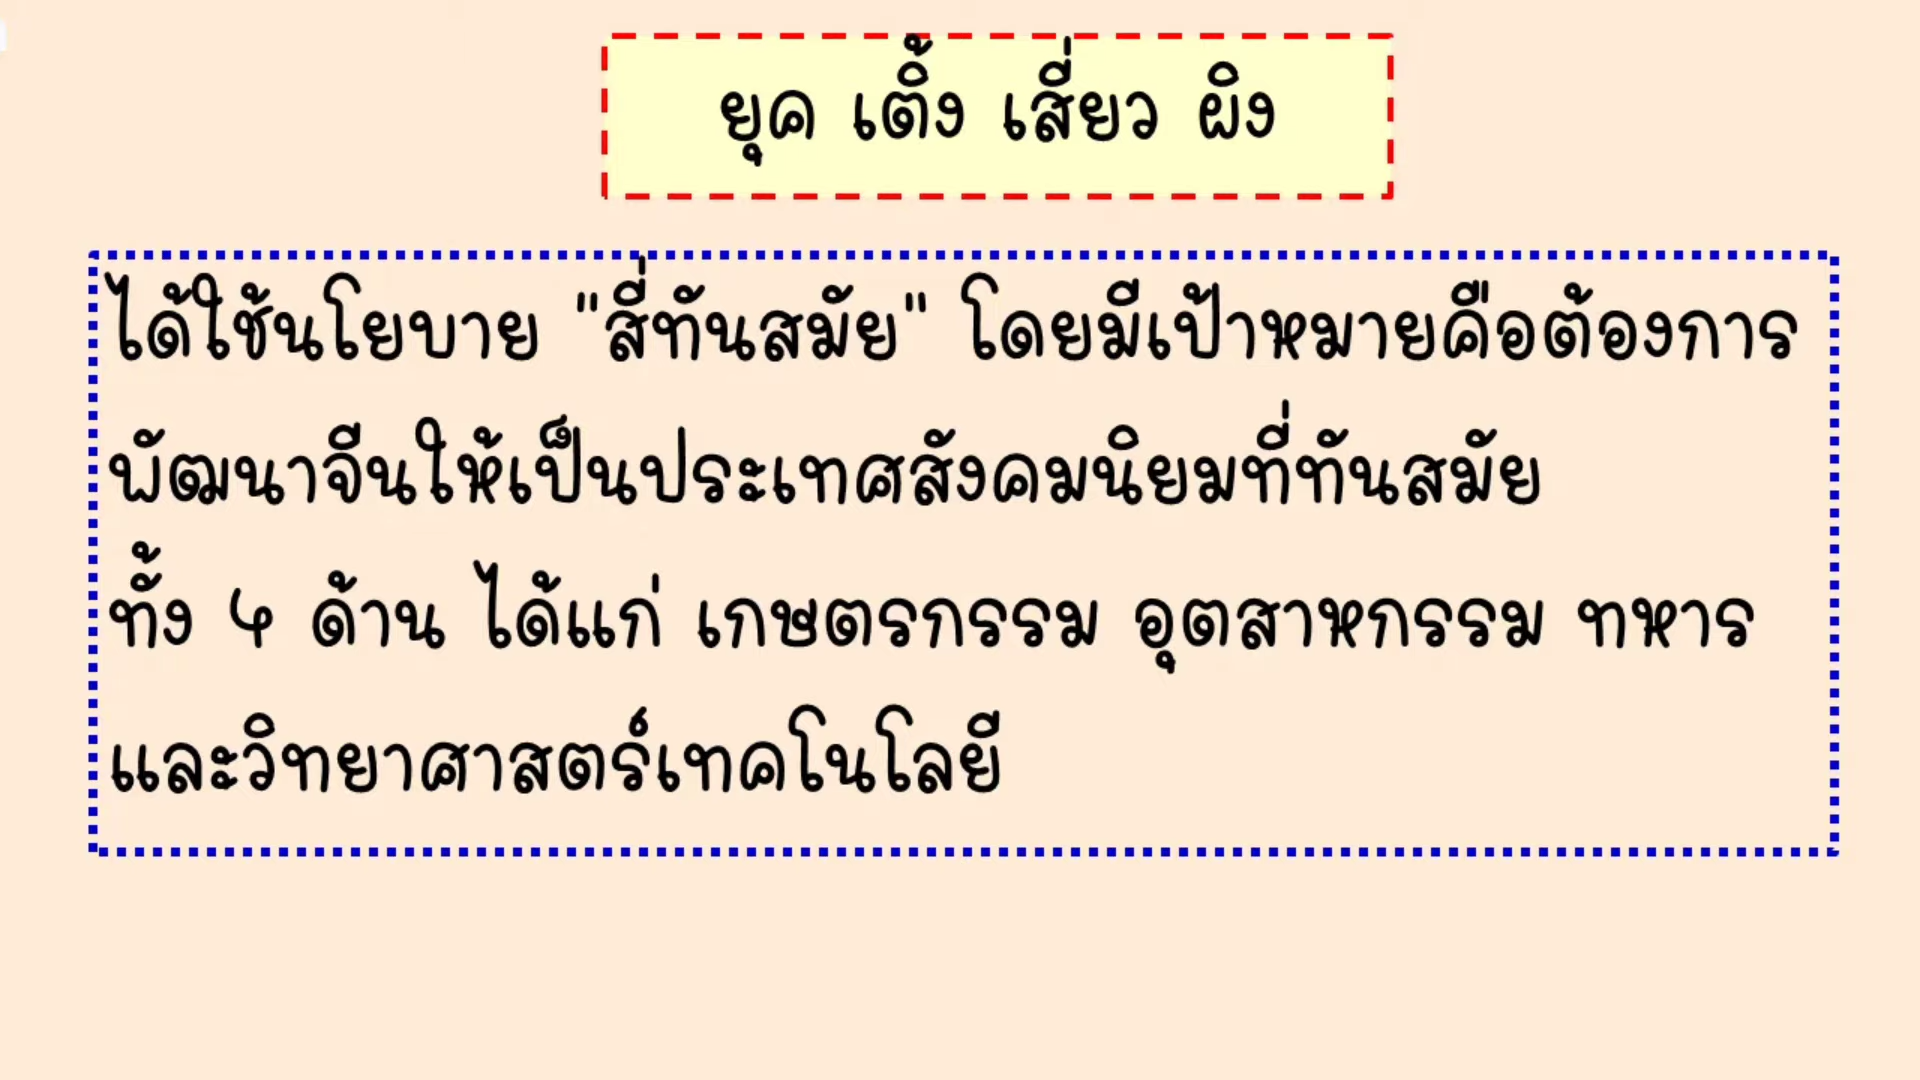 ยุค เติ้ง เสี่ยว ผิง
ได้ใช้นโยบาย "สี่ทันสมัย" โดยมีเป้าหมายคือต้องการ
พัฒนาจีนให้เป็นประเทศสังคมนิยมที่ทันสมัย
ทั้ง 4 ด้าน ได้แก่ เกษตรกรรม อุตสาหกรรม ทหาร
และวิทยาศาสตร์เทคโนโลยี